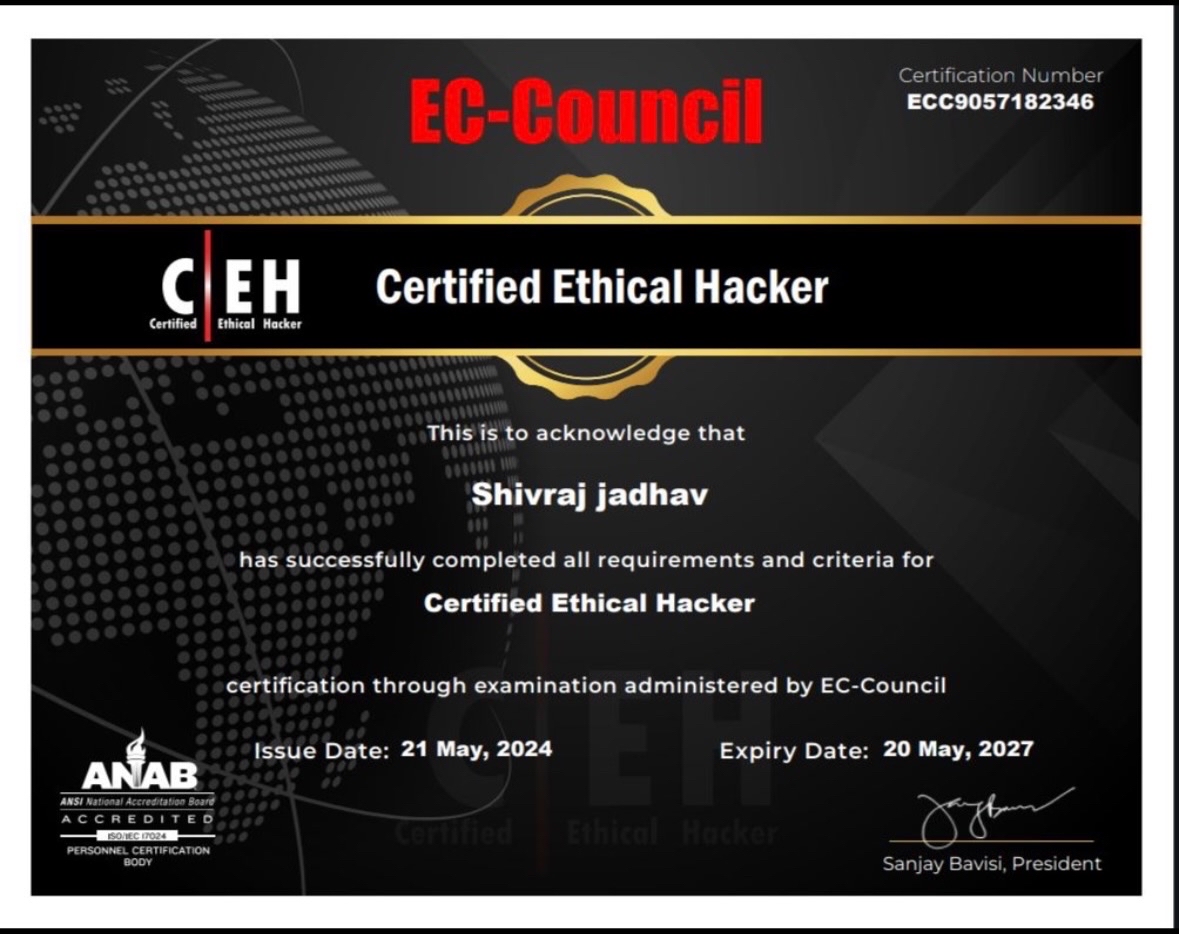 EC-Council
Certification Number
ECC9057182346
C EH
Certified Ethical Hacker
Certified Ethical Hacker
This is to acknowledge that
Shivraj jadhav
has successfully completed all requirements and criteria for
Certified Ethical Hacker
certification through examination administered by EC-Council
C EH
Certified Ethical Hacker
Issue Date: 21 May, 2024
Expiry Date: 20 May, 2027
ANAB
ANSI National Accreditation Board
ACCREDITED
ISO/IEC 17024
PERSONNEL CERTIFICATION
BODY
Sanjay Bavisi, President